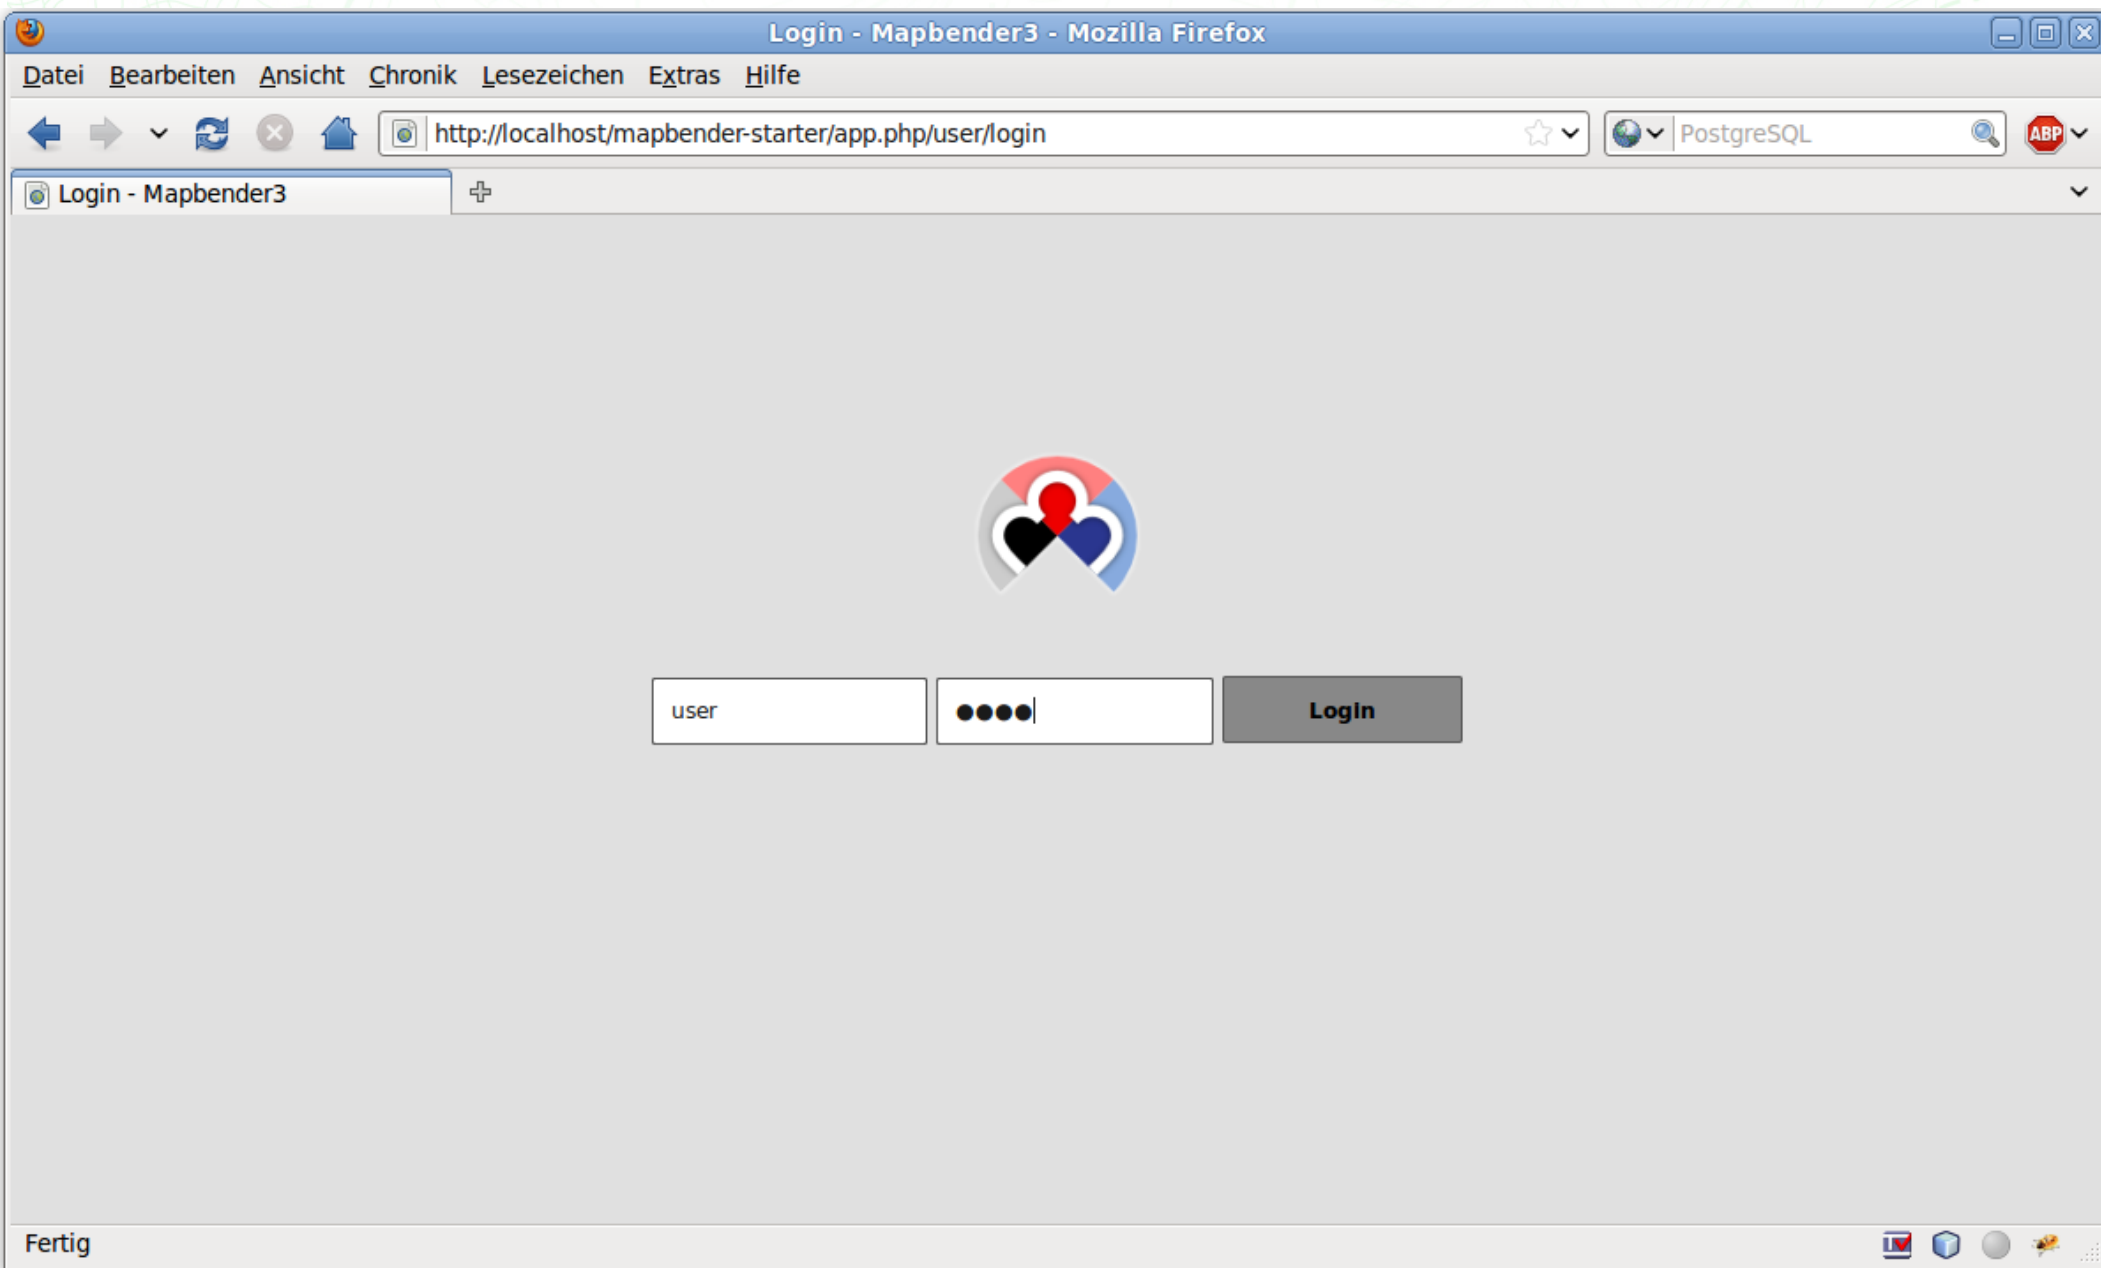 Login - Mapbender3 - Mozilla Firefox
Datei Bearbeiten Ansicht Chronik Lesezeichen Extras Hilfe
http://localhost/mapbender-starter/app.php/user/login PostgreSQL ABP
Login - Mapbender3
user ●●●● Login
Fertig